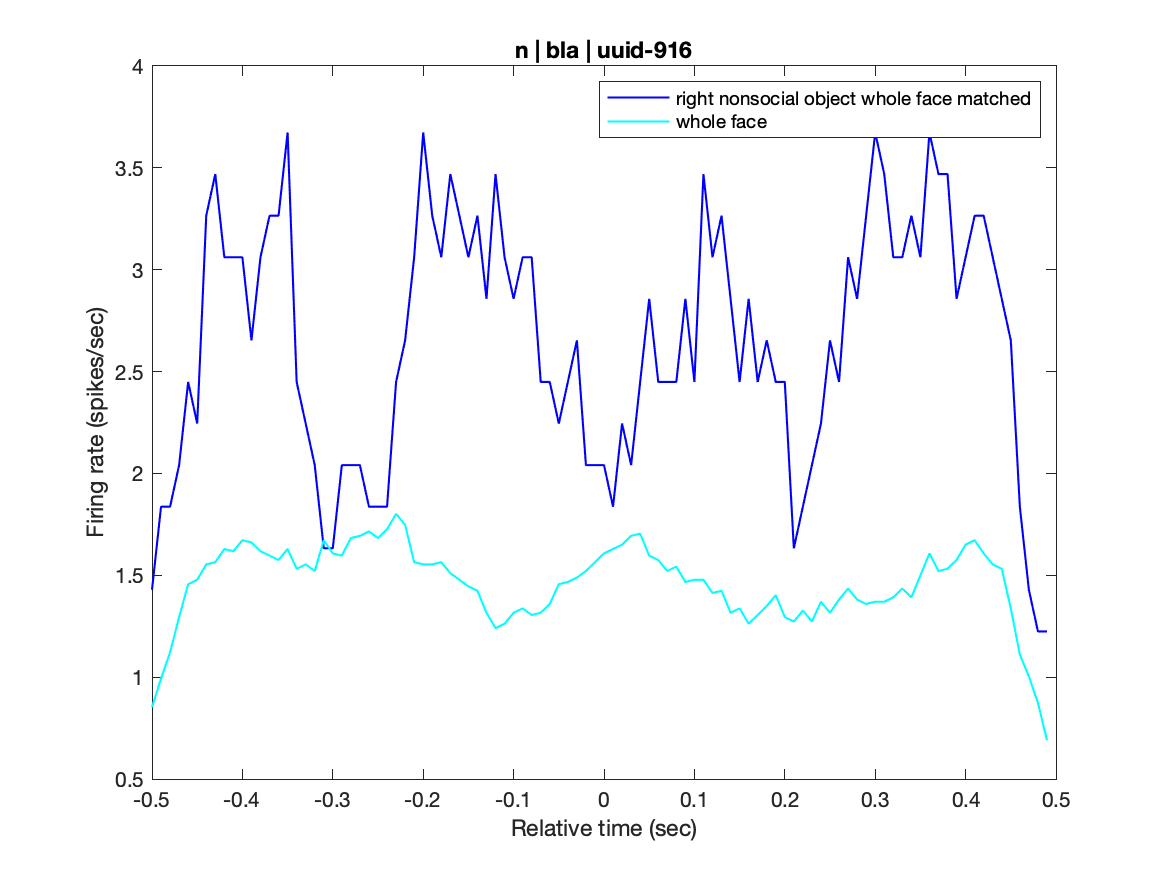 n | bla | uuid-916
right nonsocial object whole face matched
whole face
4
3.5
3
2.5
2
1.5
1
0.5
Firing rate (spikes/sec)
-0.5 -0.4 -0.3 -0.2 -0.1 0 0.1 0.2 0.3 0.4 0.5
Relative time (sec)